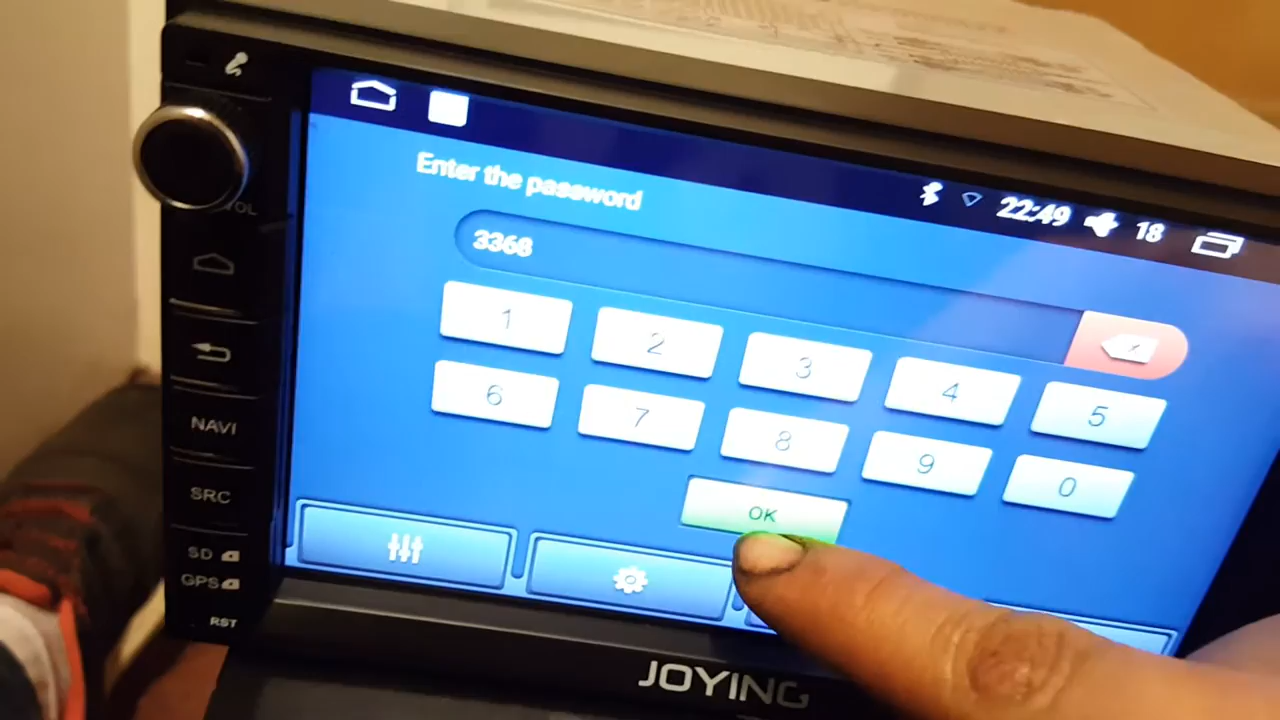 22:49 18
Enter the password
3368
1 2 3 4 5
6 7 8 9 0
OK
VOL
NAVI
SRC
SD
GPS
RST
JOYING